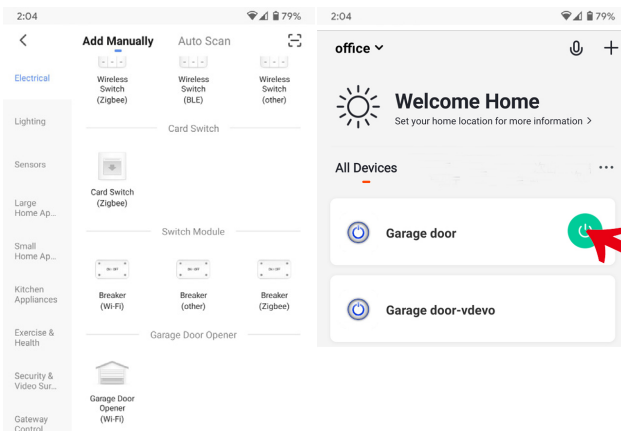 2:04
79%
Add Manually
Auto Scan
Electrical
Lighting
Sensors
Large
Home Ap...
Small
Home Ap...
Kitchen
Appliances
Exercise &
Health
Security &
Video Sur...
Gateway
Control
Wireless
Switch
(Zigbee)
Wireless
Switch
(BLE)
Wireless
Switch
(other)
Card Switch
Card Switch
(Zigbee)
Switch Module
Breaker
(Wi-Fi)
Breaker
(other)
Breaker
(Zigbee)
Garage Door Opener
Garage Door
Opener
(Wi-Fi)
2:04
79%
office
Welcome Home
Set your home location for more information >
All Devices
...
Garage door
Garage door-vdevo